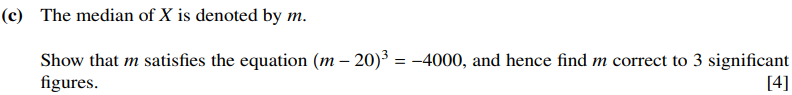 (c) The median of X is denoted by m.
Show that m satisfies the equation (m − 20)³ = −4000, and hence find m correct to 3 significant
figures. [4]